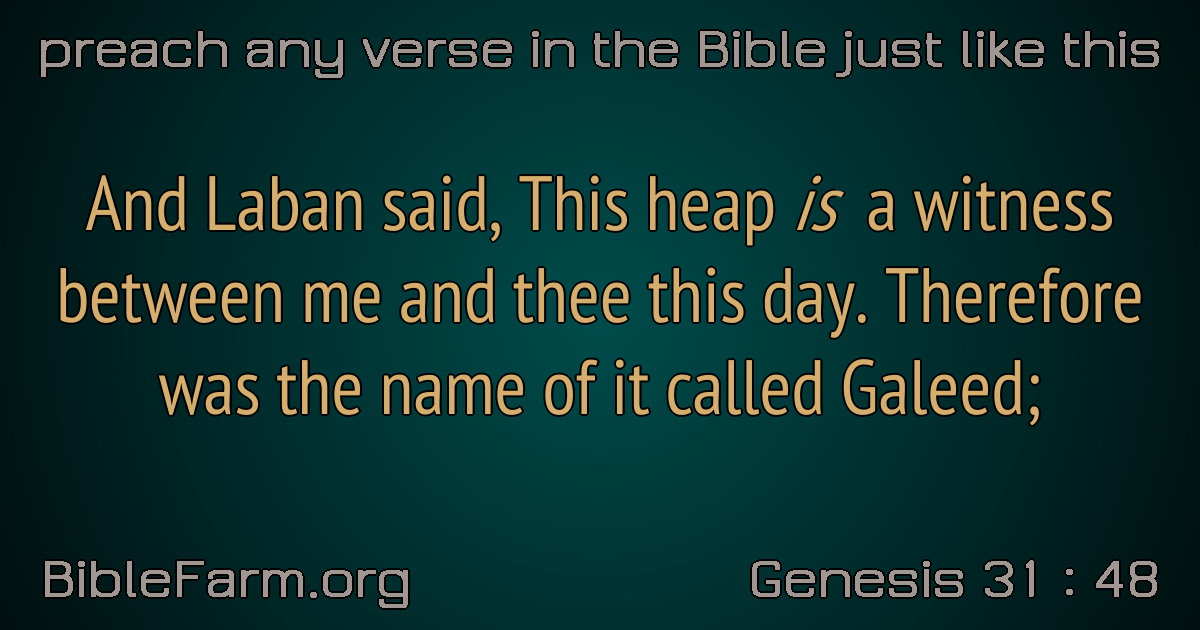 preach any verse in the Bible just like this
And Laban said, This heap is a witness
between me and thee this day. Therefore
was the name of it called Galeed;
BibleFarm.org
Genesis 31 : 48